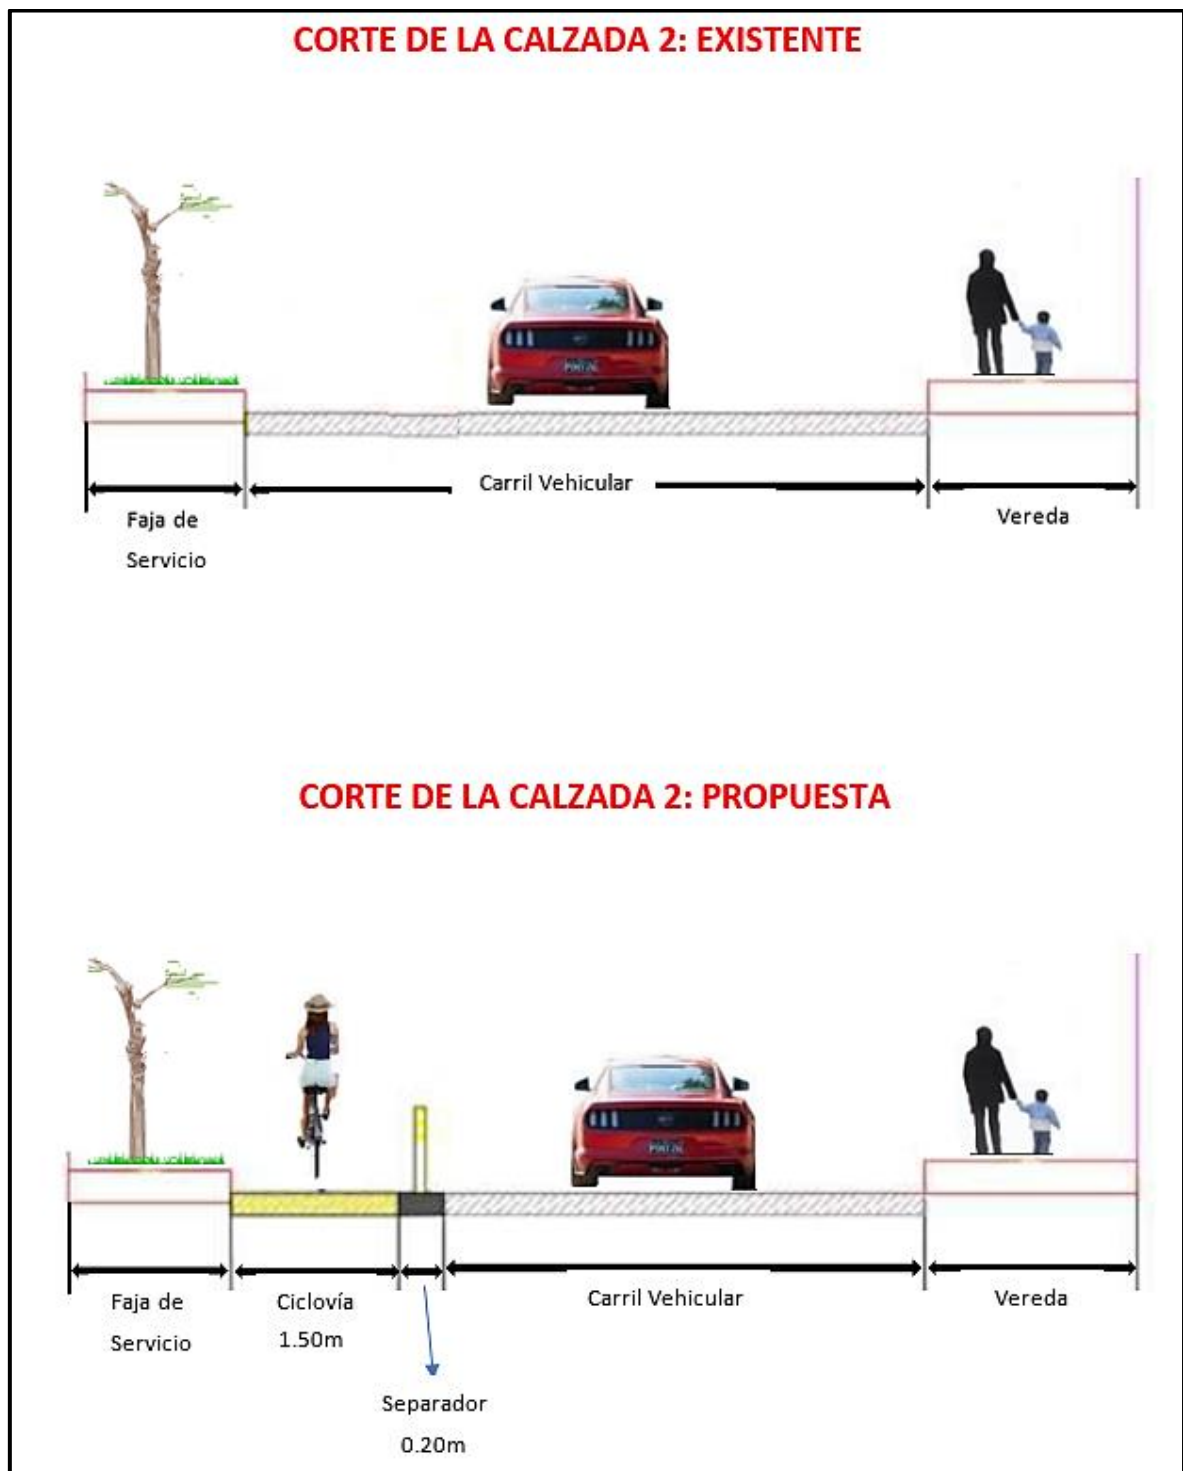 CORTE DE LA CALZADA 2: EXISTENTE
Carril Vehicular
Faja de
Servicio
Vereda
CORTE DE LA CALZADA 2: PROPUESTA
Faja de
Servicio
Ciclovía
1.50m
Carril Vehicular
Vereda
Separador
0.20m